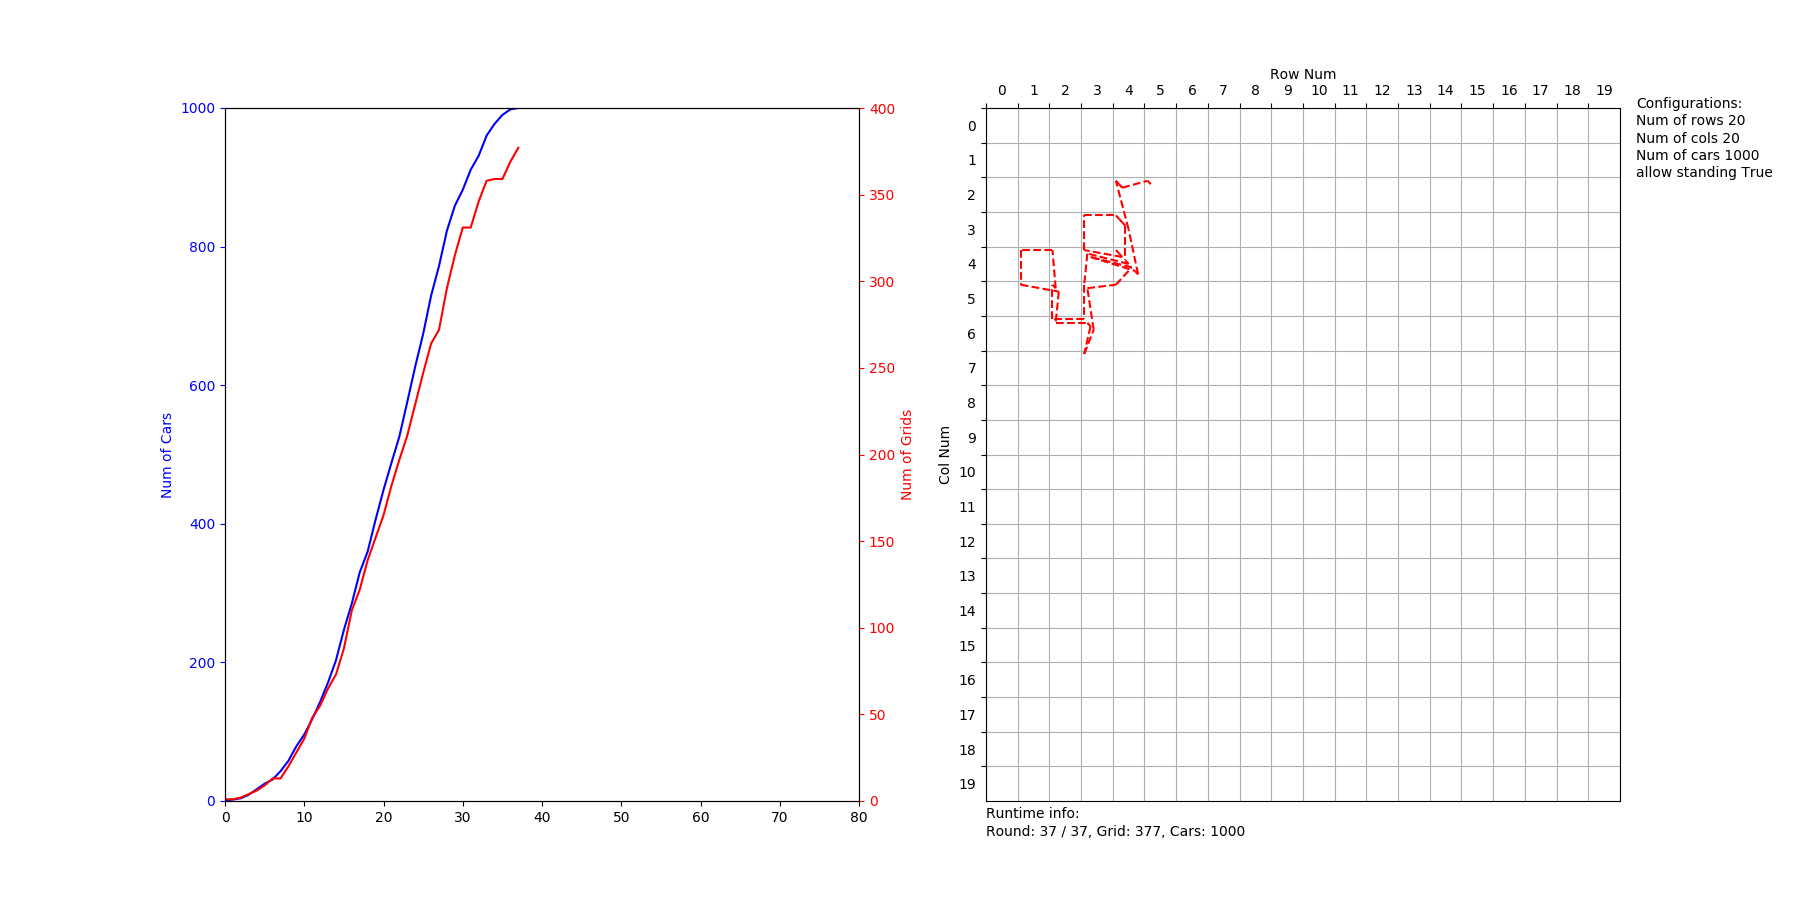 Num of Cars
1000
800
600
400
200
0
0 10 20 30 40 50 60 70 80
400
350
300
250
200
150
100
50
0
Num of Grids
Row Num
0 1 2 3 4 5 6 7 8 9 10 11 12 13 14 15 16 17 18 19
Col Num
0
1
2
3
4
5
6
7
8
9
10
11
12
13
14
15
16
17
18
19
Configurations:
Num of rows 20
Num of cols 20
Num of cars 1000
allow standing True
Runtime info:
Round: 37 / 37, Grid: 377, Cars: 1000